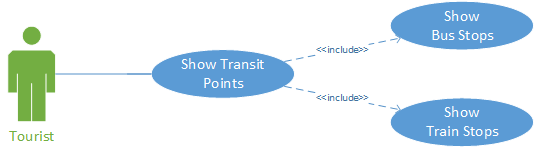 Show
Bus Stops
<<include>>
Show Transit
Points
<<include>>
Show
Train Stops
Tourist